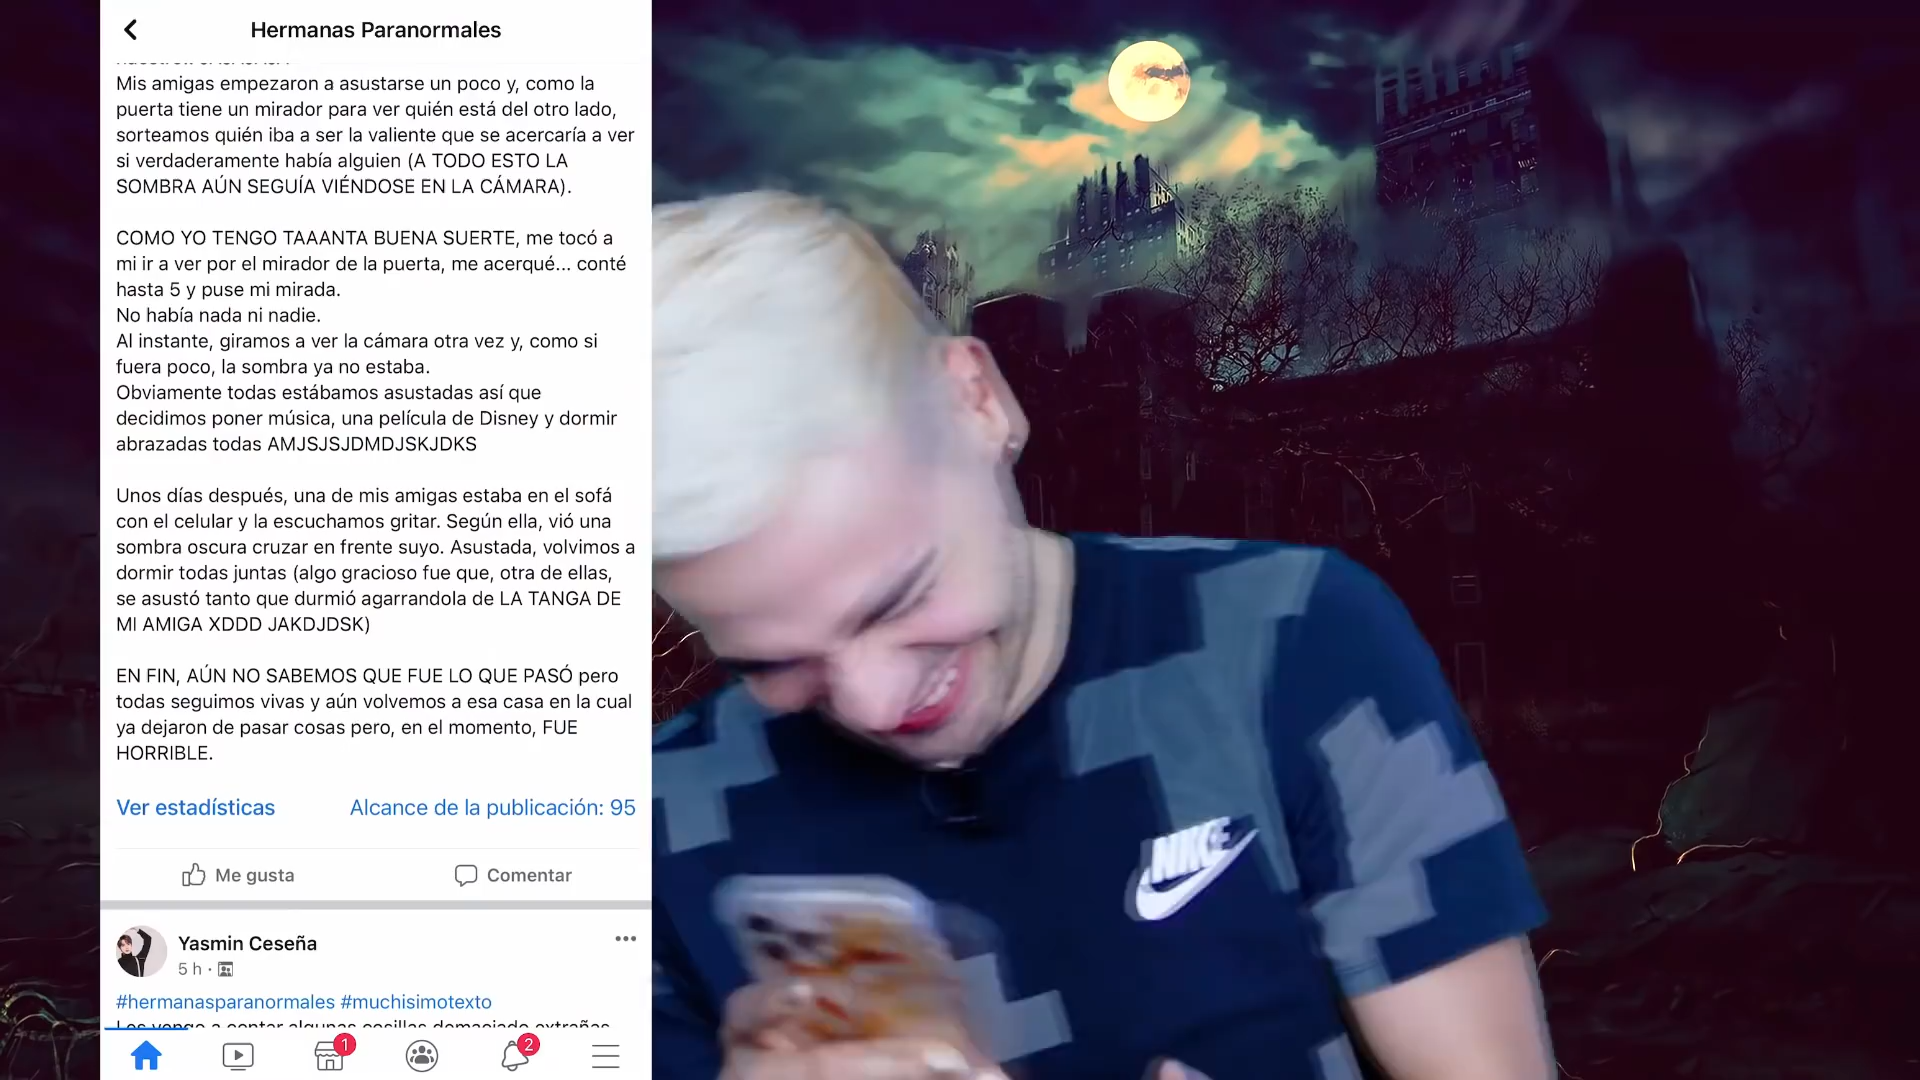 Hermanas Paranormales
Mis amigas empezaron a asustarse un poco y, como la
puerta tiene un mirador para ver quién está del otro lado,
sorteamos quién iba a ser la valiente que se acercaría a ver
si verdaderamente había alguien (A TODO ESTO LA
SOMBRA AÚN SEGUÍA VIÉNDOSE EN LA CÁMARA).
COMO YO TENGO TAAANTA BUENA SUERTE, me tocó a
mi ir a ver por el mirador de la puerta, me acerqué... conté
hasta 5 y puse mi mirada.
No había nada ni nadie.
Al instante, giramos a ver la cámara otra vez y, como si
fuera poco, la sombra ya no estaba.
Obviamente todas estábamos asustadas así que
decidimos poner música, una película de Disney y dormir
abrazadas todas AMJSJSJDMDJSKJDKS
Unos días después, una de mis amigas estaba en el sofá
con el celular y la escuchamos gritar. Según ella, vió una
sombra oscura cruzar en frente suyo. Asustada, volvimos a
dormir todas juntas (algo gracioso fue que, otra de ellas,
se asustó tanto que durmió agarrandola de LA TANGA DE
MI AMIGA XDDD JAKDJDSK)
EN FIN, AÚN NO SABEMOS QUE FUE LO QUE PASÓ pero
todas seguimos vivas y aún volvemos a esa casa en la cual
ya dejaron de pasar cosas pero, en el momento, FUE
HORRIBLE.
Ver estadísticas Alcance de la publicación: 95
Me gusta Comentar
Yasmin Ceseña
5 h ·
#hermanasparanormales #muchisimotexto
Les vengo a contar algunas cosillas demaciado extrañas
1 2
NIKE